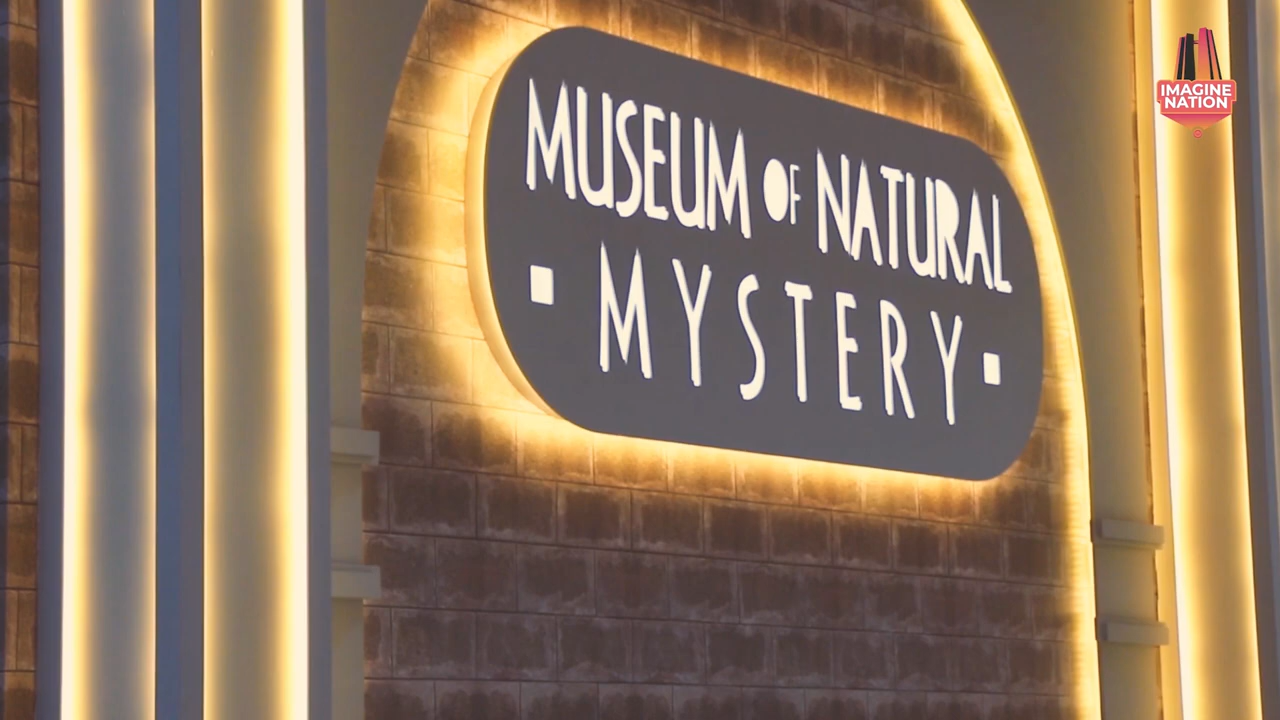 MUSEUM OF NATURAL
▪ MYSTERY ▪
IMAGINE
NATION